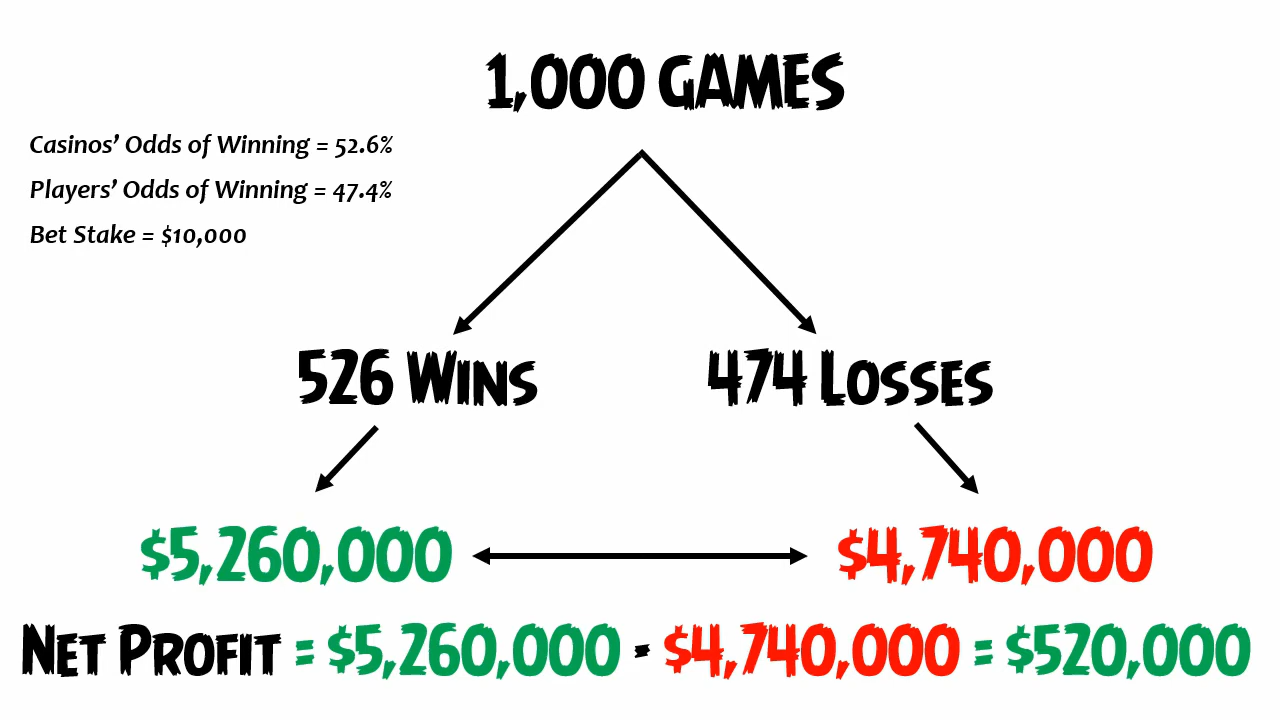 1,000 GAMES
Casinos’ Odds of Winning = 52.6%
Players’ Odds of Winning = 47.4%
Bet Stake = $10,000
526 WINS 474 LOSSES
$5,260,000 $4,740,000
NET PROFIT = $5,260,000 - $4,740,000 = $520,000